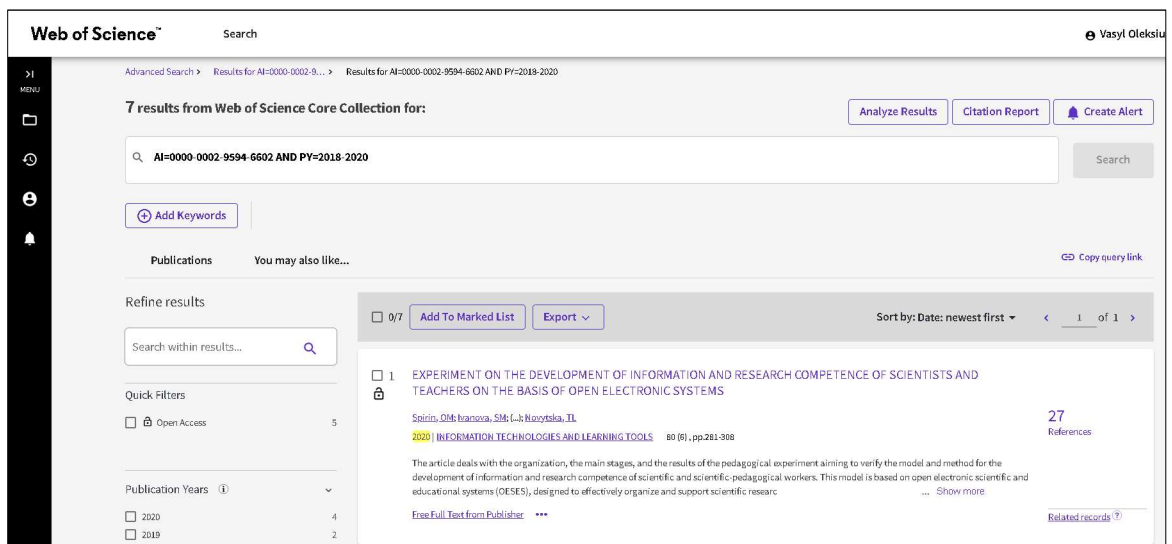 Web of Science™ Search Vasyl Oleksiu
MENU
Advanced Search > Results for AI=0000-0002-9... > Results for AI=0000-0002-9594-6602 AND PY=2018-2020
7 results from Web of Science Core Collection for:
Analyze Results Citation Report Create Alert
AI=0000-0002-9594-6602 AND PY=2018-2020 Search
Add Keywords
Publications You may also like... Copy query link
Refine results
0/7 Add To Marked List Export Sort by: Date: newest first < 1 of 1 >
Search within results...
Quick Filters
Open Access 5
Publication Years
2020 4
2019 2
1 EXPERIMENT ON THE DEVELOPMENT OF INFORMATION AND RESEARCH COMPETENCE OF SCIENTISTS AND
TEACHERS ON THE BASIS OF OPEN ELECTRONIC SYSTEMS
Spirin, OM; Ivanova, SM; (...); Novytska, TL
2020 | INFORMATION TECHNOLOGIES AND LEARNING TOOLS 80 (6), pp.281-308
27
References
The article deals with the organization, the main stages, and the results of the pedagogical experiment aiming to verify the model and method for the
development of information and research competence of scientific and scientific-pedagogical workers. This model is based on open electronic scientific and
educational systems (OESES), designed to effectively organize and support scientific researc ... Show more
Free Full Text from Publisher •••
Related records ?